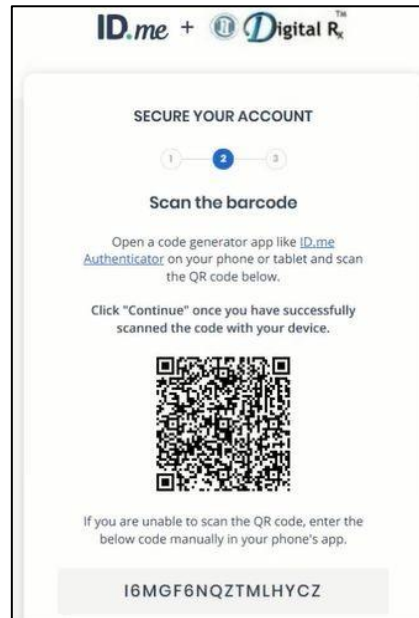 ID.me + Digital Rx™
SECURE YOUR ACCOUNT
1 2 3
Scan the barcode
Open a code generator app like ID.me
Authenticator on your phone or tablet and scan
the QR code below.
Click "Continue" once you have successfully
scanned the code with your device.
If you are unable to scan the QR code, enter the
below code manually in your phone's app.
I6MGF6NQZTMLHYCZ